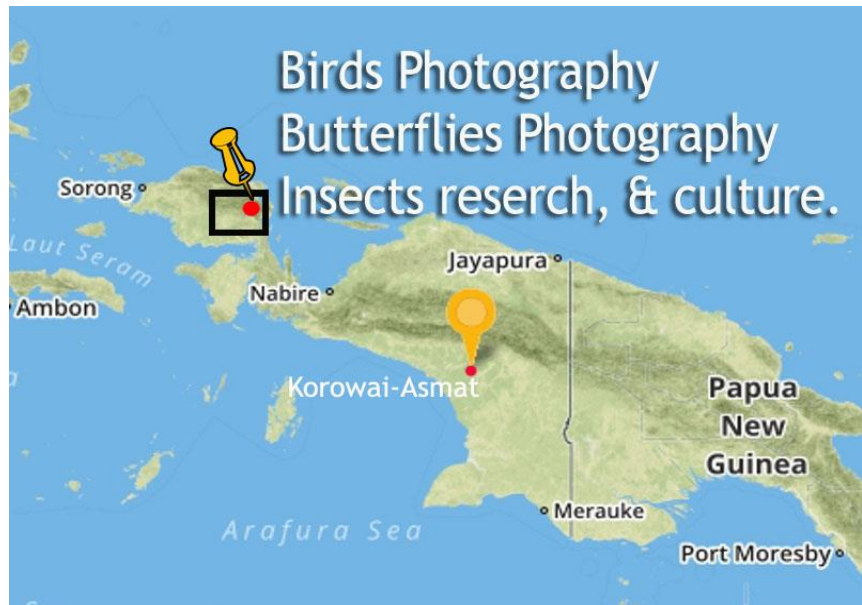 Birds Photography
Butterflies Photography
Insects reserch, & culture.
Sorong
Laut Seram
Jayapura
Nabire
Ambon
Korowai-Asmat
Papua
New
Guinea
Merauke
Arafura Sea
Port Moresby